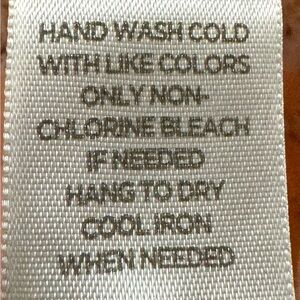 HAND WASH COLD
WITH LIKE COLORS
ONLY NON-
CHLORINE BLEACH
IF NEEDED
HANG TO DRY
COOL IRON
WHEN NEEDED